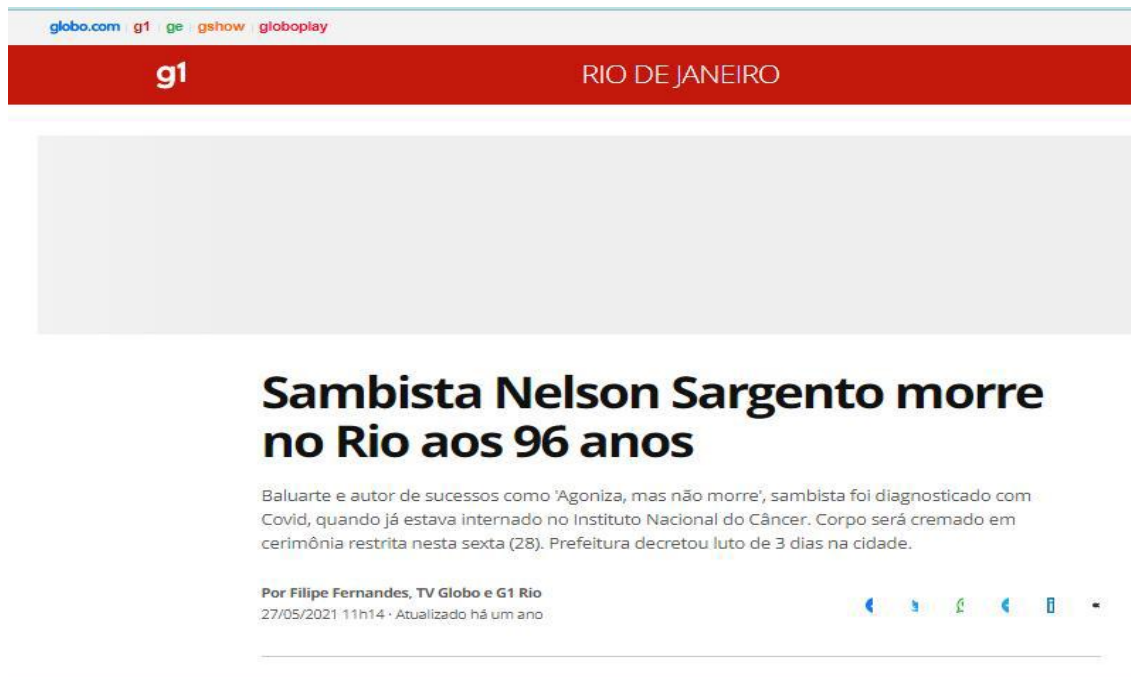 globo.com g1 ge gshow globoplay
g1 RIO DE JANEIRO
Sambista Nelson Sargento morre
no Rio aos 96 anos
Baluarte e autor de sucessos como 'Agoniza, mas não morre', sambista foi diagnosticado com
Covid, quando já estava internado no Instituto Nacional do Câncer. Corpo será cremado em
cerimônia restrita nesta sexta (28). Prefeitura decretou luto de 3 dias na cidade.
Por Filipe Fernandes, TV Globo e G1 Rio
27/05/2021 11h14 · Atualizado há um ano